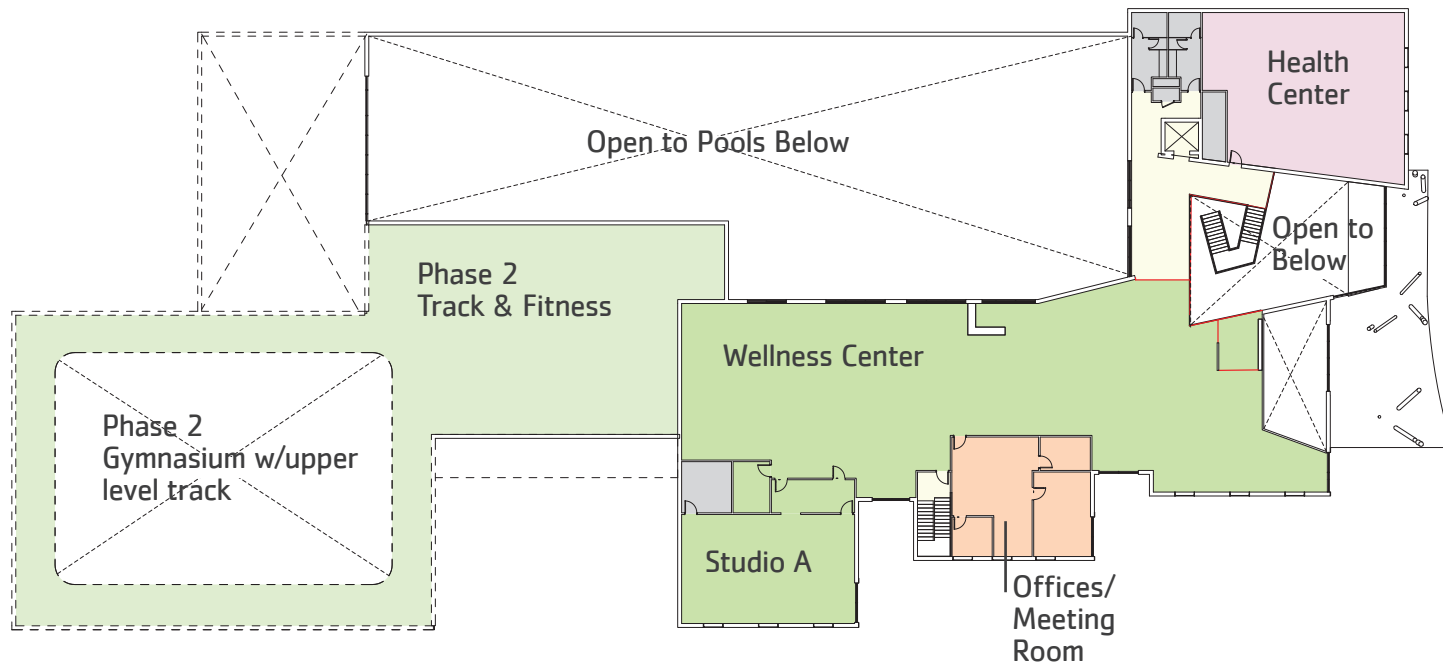 Health
Center
Open to Pools Below
Open to
Below
Phase 2
Track & Fitness
Wellness Center
Phase 2
Gymnasium w/upper
level track
Studio A
Offices/
Meeting
Room